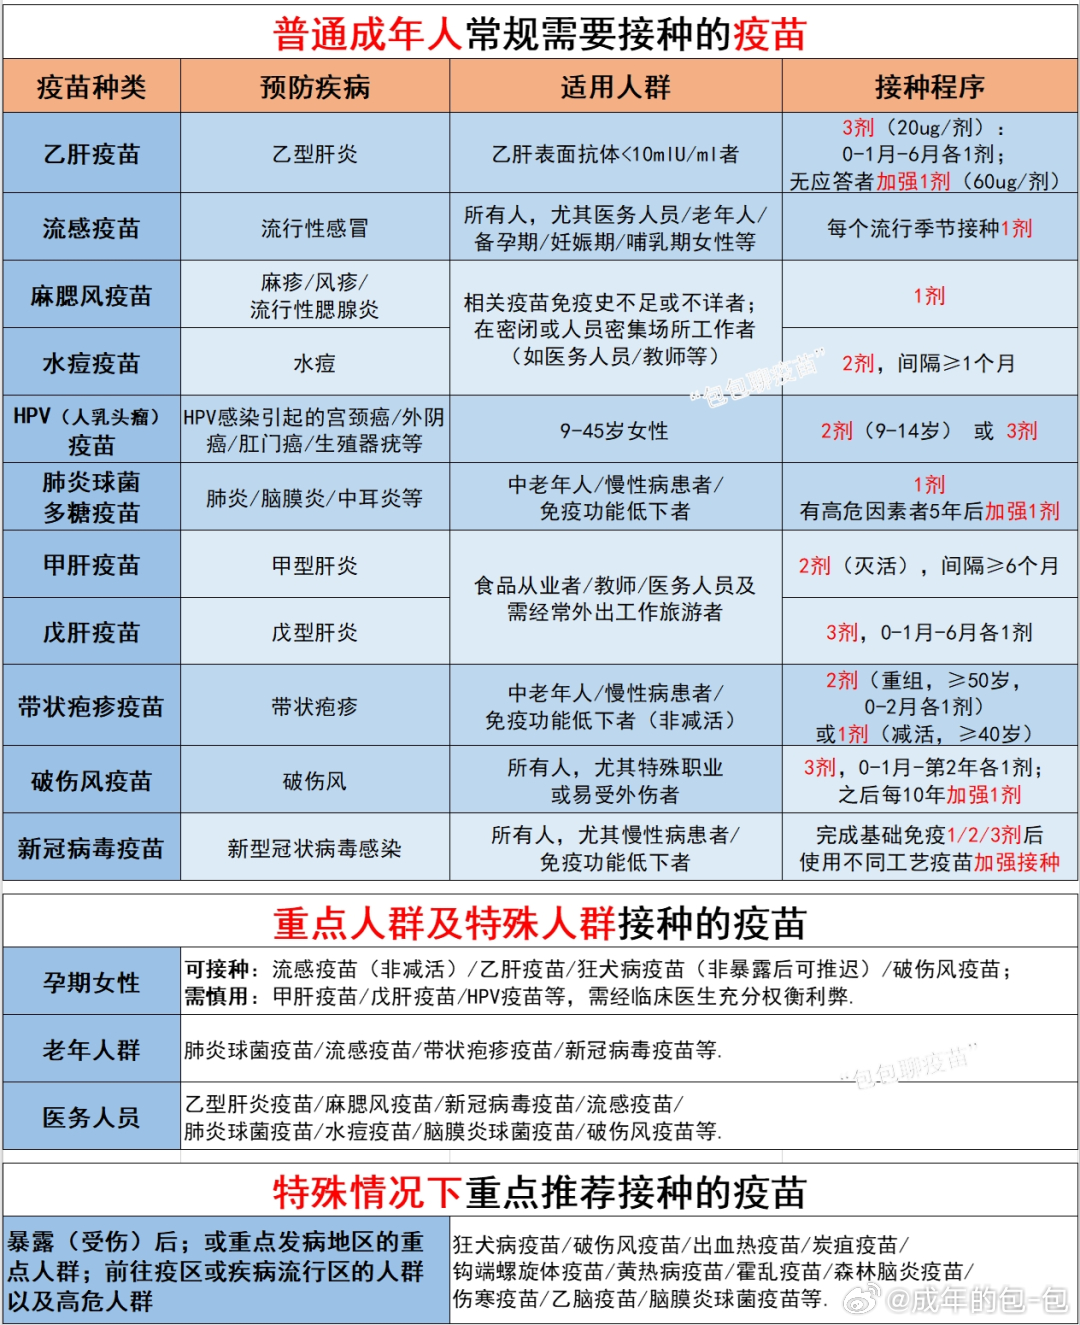 普通成年人常规需要接种的疫苗
疫苗种类 预防疾病 适用人群 接种程序
乙肝疫苗
乙型肝炎
乙肝表面抗体<10mIU/ml者
3剂（20ug/剂）：
0-1月-6月各1剂；
无应答者加强1剂（60ug/剂）
流感疫苗
流行性感冒
所有人，尤其医务人员/老年人/
备孕期/妊娠期/哺乳期女性等
每个流行季节接种1剂
麻腮风疫苗
麻疹/风疹/
流行性腮腺炎
相关疫苗免疫史不足或不详者；
在密闭或人员密集场所工作者
（如医务人员/教师等）
1剂
水痘疫苗
水痘
2剂，间隔≥1个月
“包包聊疫苗”
HPV（人乳头瘤）
疫苗
HPV感染引起的宫颈癌/外阴
癌/肛门癌/生殖器疣等
9-45岁女性
2剂（9-14岁） 或 3剂
肺炎球菌
多糖疫苗
肺炎/脑膜炎/中耳炎等
中老年人/慢性病患者/
免疫功能低下者
1剂
有高危因素者5年后加强1剂
甲肝疫苗
甲型肝炎
食品从业者/教师/医务人员及
需经常外出工作旅游者
2剂（灭活），间隔≥6个月
戊肝疫苗
戊型肝炎
3剂，0-1月-6月各1剂
带状疱疹疫苗
带状疱疹
中老年人/慢性病患者/
免疫功能低下者（非减活）
2剂（重组，≥50岁，
0-2月各1剂）
或1剂（减活，≥40岁）
破伤风疫苗
破伤风
所有人，尤其特殊职业
或易受外伤者
3剂，0-1月-第2年各1剂；
之后每10年加强1剂
新冠病毒疫苗
新型冠状病毒感染
所有人，尤其慢性病患者/
免疫功能低下者
完成基础免疫1/2/3剂后
使用不同工艺疫苗加强接种
重点人群及特殊人群接种的疫苗
孕期女性
可接种：流感疫苗（非减活）/乙肝疫苗/狂犬病疫苗（非暴露后可推迟）/破伤风疫苗；
需慎用：甲肝疫苗/戊肝疫苗/HPV疫苗等，需经临床医生充分权衡利弊.
老年人群
肺炎球菌疫苗/流感疫苗/带状疱疹疫苗/新冠病毒疫苗等.
“包包聊疫苗”
医务人员
乙型肝炎疫苗/麻腮风疫苗/新冠病毒疫苗/流感疫苗/
肺炎球菌疫苗/水痘疫苗/脑膜炎球菌疫苗/破伤风疫苗等.
特殊情况下重点推荐接种的疫苗
暴露（受伤）后；或重点发病地区的重
点人群；前往疫区或疾病流行区的人群
以及高危人群
狂犬病疫苗/破伤风疫苗/出血热疫苗/炭疽疫苗/
钩端螺旋体疫苗/黄热病疫苗/霍乱疫苗/森林脑炎疫苗/
伤寒疫苗/乙脑疫苗/脑膜炎球菌疫苗等.
@成年的包-包